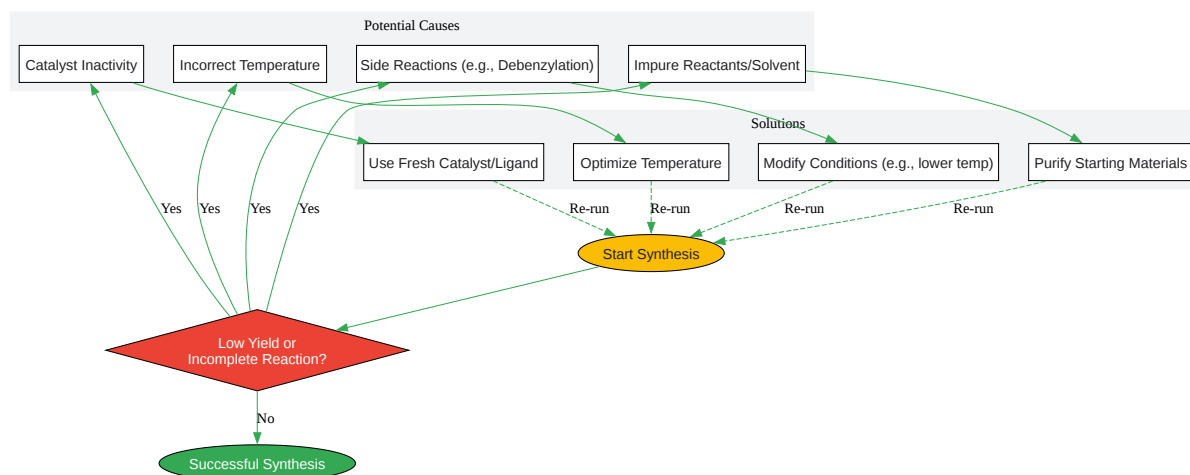 Potential Causes
Catalyst Inactivity
Incorrect Temperature
Side Reactions (e.g., Debenzylation)
Impure Reactants/Solvent
Solutions
Use Fresh Catalyst/Ligand
Optimize Temperature
Modify Conditions (e.g., lower temp)
Purify Starting Materials
Yes
Yes
Yes
Yes
Re-run
Re-run
Re-run
Re-run
Start Synthesis
Low Yield or
Incomplete Reaction?
No
Successful Synthesis